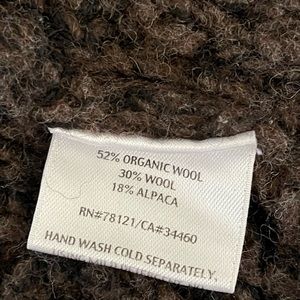 52% ORGANIC WOOL
30% WOOL
18% ALPACA
RN#78121/CA#34460
HAND WASH COLD SEPARATELY.